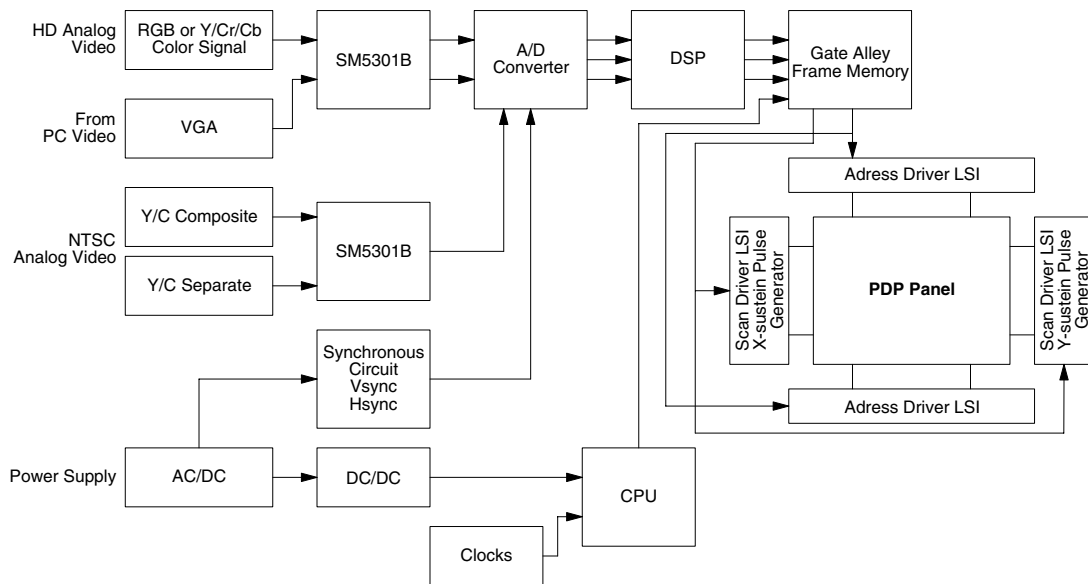 HD Analog
Video
RGB or Y/Cr/Cb
Color Signal
SM5301B
A/D
Converter
DSP
Gate Alley
Frame Memory
From
PC Video
VGA
Adress Driver LSI
NTSC
Analog Video
Y/C Composite
Y/C Separate
SM5301B
Scan Driver LSI
X-sustein Pulse
Generator
PDP Panel
Scan Driver LSI
Y-sustein Pulse
Generator
Synchronous
Circuit
Vsync
Hsync
Adress Driver LSI
Power Supply
AC/DC
DC/DC
CPU
Clocks